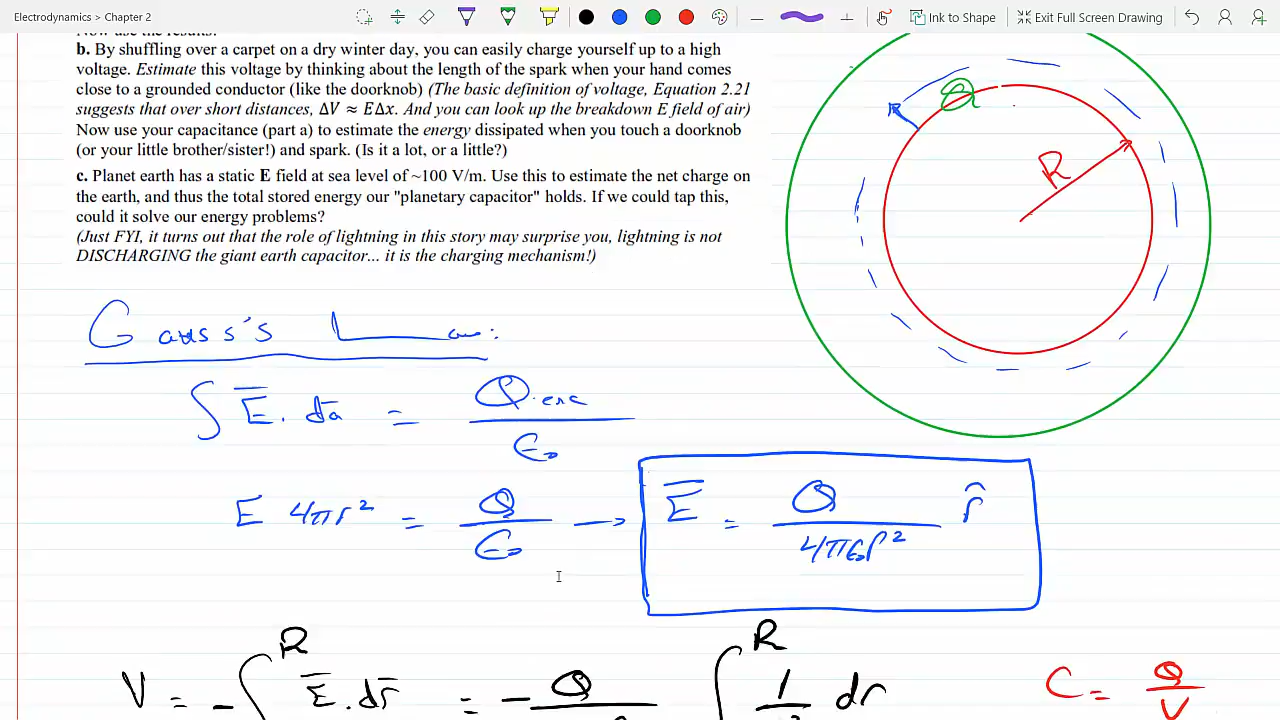 Electrodynamics > Chapter 2
Ink to Shape
Exit Full Screen Drawing
b. By shuffling over a carpet on a dry winter day, you can easily charge yourself up to a high
voltage. Estimate this voltage by thinking about the length of the spark when your hand comes
close to a grounded conductor (like the doorknob) (The basic definition of voltage, Equation 2.21
suggests that over short distances, ΔV ≈ EΔx. And you can look up the breakdown E field of air)
Now use your capacitance (part a) to estimate the energy dissipated when you touch a doorknob
(or your little brother/sister!) and spark. (Is it a lot, or a little?)
c. Planet earth has a static E field at sea level of ~100 V/m. Use this to estimate the net charge on
the earth, and thus the total stored energy our "planetary capacitor" holds. If we could tap this,
could it solve our energy problems?
(Just FYI, it turns out that the role of lightning in this story may surprise you, lightning is not
DISCHARGING the giant earth capacitor... it is the charging mechanism!)
Q
R
Gauss's Law:
∫ E. da = Q.enc / ϵ₀
E 4πr² = Q / ϵ₀ → E = Q / 4πϵ₀r² r̂
V = - ∫ R E. dr = - Q ∫ R 1 dr
C = Q / V